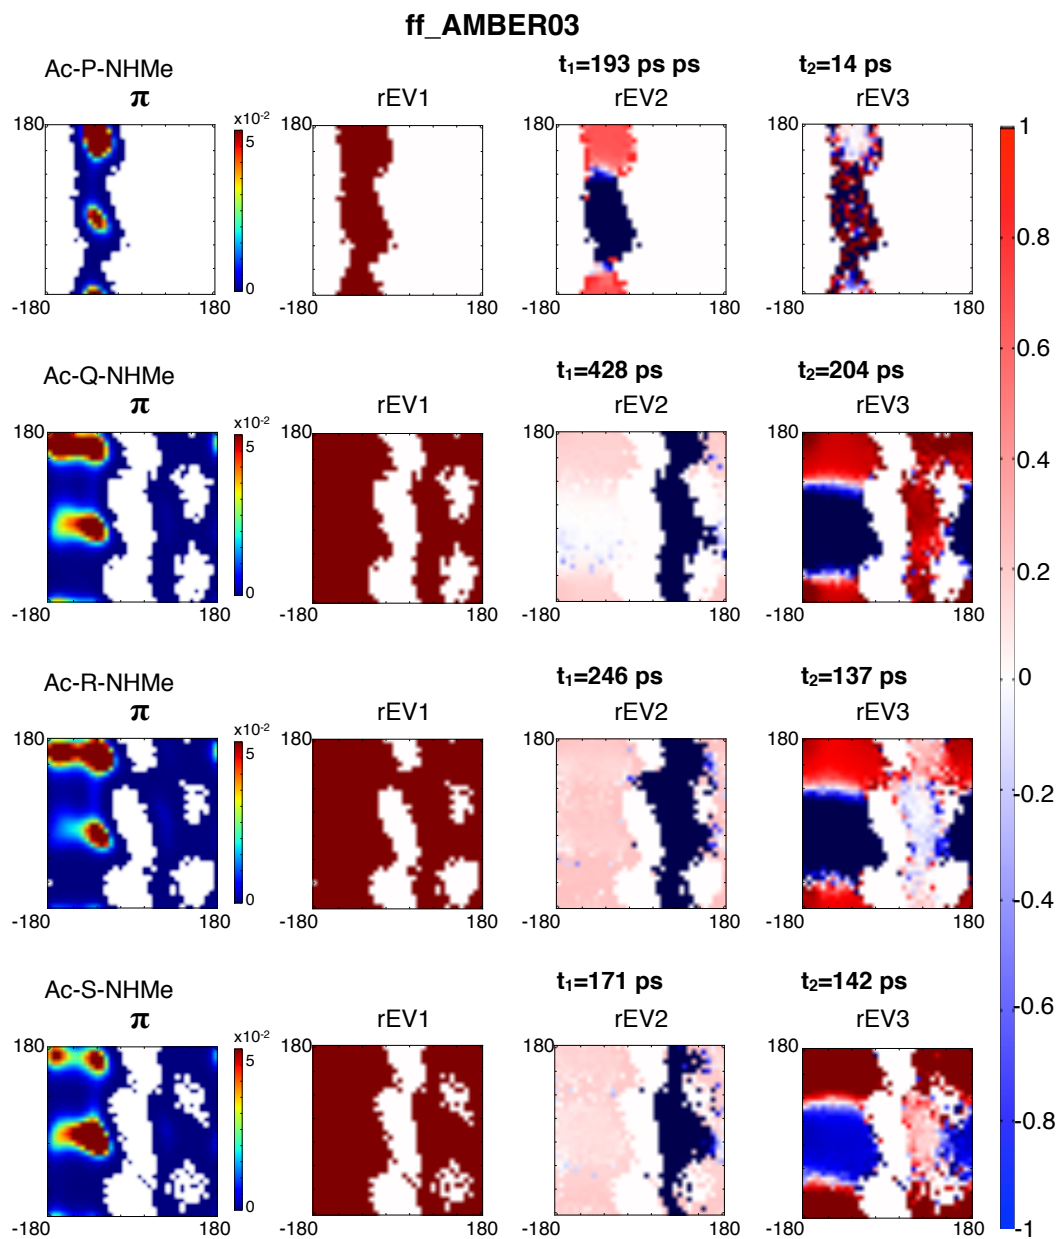 ff_AMBER03
Ac-P-NHMe
t₁=193 ps ps
t₂=14 ps
π
rEV1
rEV2
rEV3
x10⁻²
5
0
180
-180
180
-180
180
-180
180
-180
180
1
0.8
0.6
0.4
0.2
0
-0.2
-0.4
-0.6
-0.8
-1
Ac-Q-NHMe
t₁=428 ps
t₂=204 ps
π
rEV1
rEV2
rEV3
x10⁻²
5
0
180
180
180
180
-180
180
-180
180
-180
180
-180
180
Ac-R-NHMe
t₁=246 ps
t₂=137 ps
π
rEV1
rEV2
rEV3
x10⁻²
5
0
180
180
180
180
-180
180
-180
180
-180
180
-180
180
Ac-S-NHMe
t₁=171 ps
t₂=142 ps
π
rEV1
rEV2
rEV3
x10⁻²
5
0
180
180
180
180
-180
180
-180
180
-180
180
-180
180